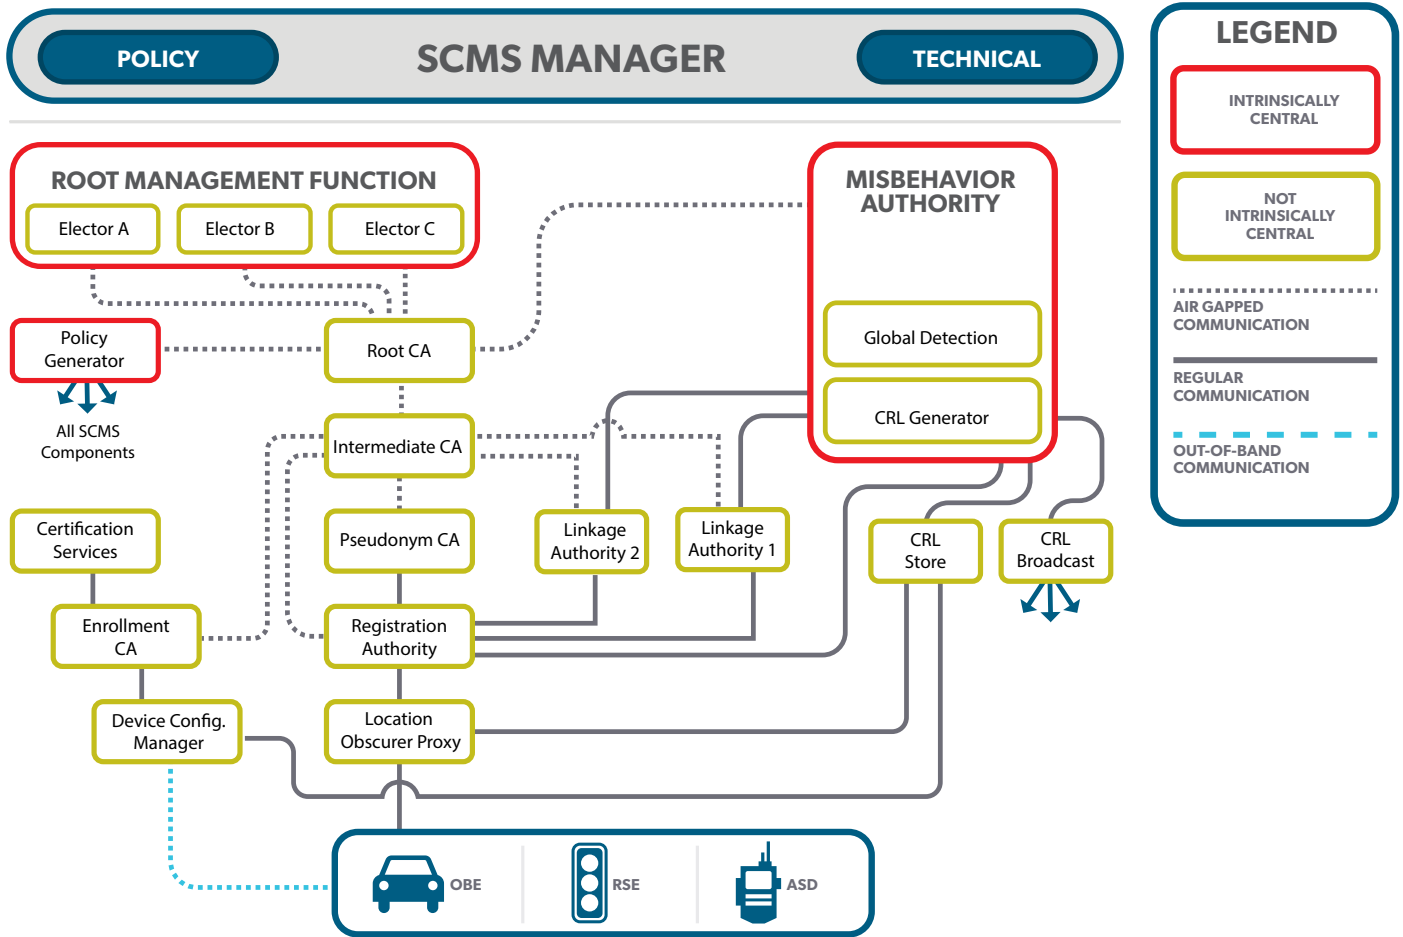 POLICY
SCMS MANAGER
TECHNICAL
LEGEND
INTRINSICALLY
CENTRAL
NOT
INTRINSICALLY
CENTRAL
AIR GAPPED
COMMUNICATION
REGULAR
COMMUNICATION
OUT-OF-BAND
COMMUNICATION
ROOT MANAGEMENT FUNCTION
Elector A
Elector B
Elector C
MISBEHAVIOR
AUTHORITY
Global Detection
CRL Generator
Policy
Generator
All SCMS
Components
Root CA
Intermediate CA
Certification
Services
Pseudonym CA
Linkage
Authority 2
Linkage
Authority 1
CRL
Store
CRL
Broadcast
Enrollment
CA
Registration
Authority
Device Config.
Manager
Location
Obscurer Proxy
OBE
RSE
ASD